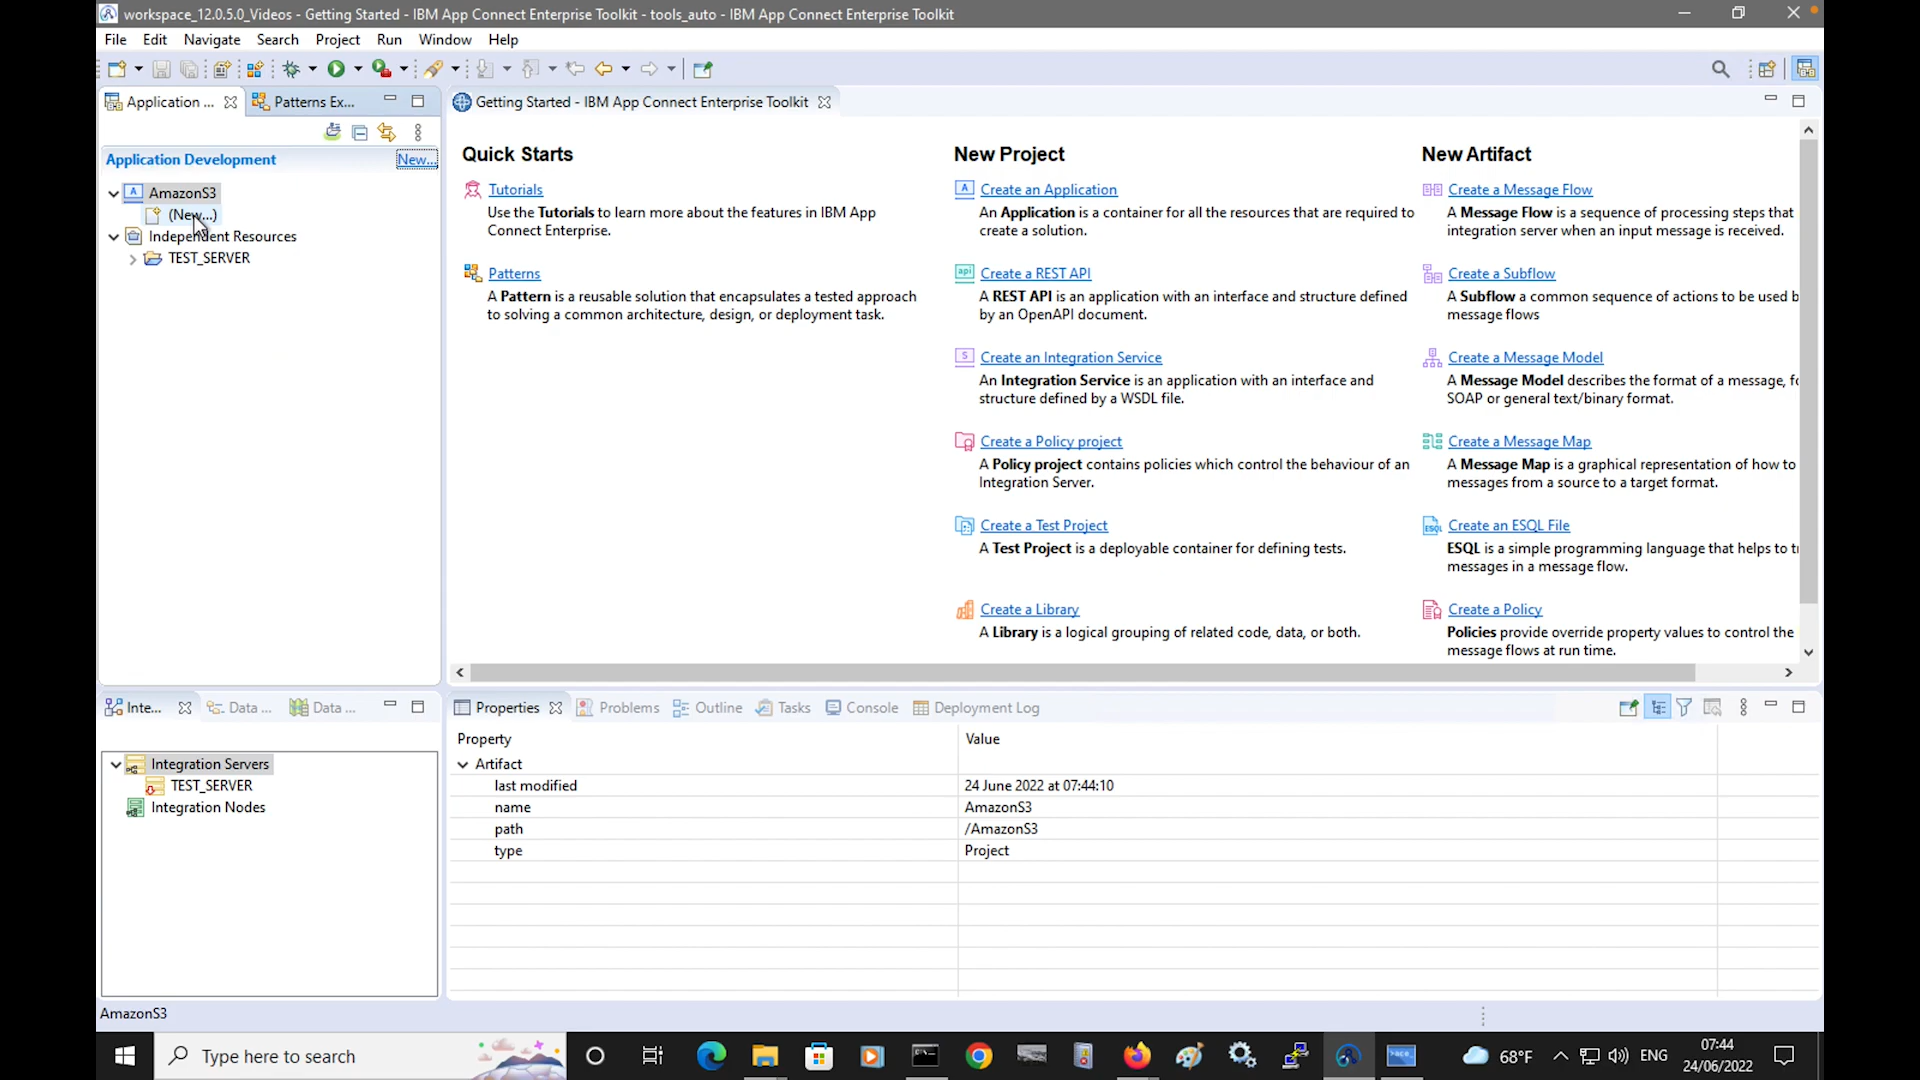 workspace_12.0.5.0_Videos - Getting Started - IBM App Connect Enterprise Toolkit - tools_auto - IBM App Connect Enterprise Toolkit
File Edit Navigate Search Project Run Window Help
Application ... Patterns Ex...
Getting Started - IBM App Connect Enterprise Toolkit
Application Development New...
AmazonS3
(New...)
Independent Resources
TEST_SERVER
Quick Starts
Tutorials
Use the Tutorials to learn more about the features in IBM App
Connect Enterprise.
Patterns
A Pattern is a reusable solution that encapsulates a tested approach
to solving a common architecture, design, or deployment task.
New Project
Create an Application
An Application is a container for all the resources that are required to
create a solution.
Create a REST API
A REST API is an application with an interface and structure defined
by an OpenAPI document.
Create an Integration Service
An Integration Service is an application with an interface and
structure defined by a WSDL file.
Create a Policy project
A Policy project contains policies which control the behaviour of an
Integration Server.
Create a Test Project
A Test Project is a deployable container for defining tests.
Create a Library
A Library is a logical grouping of related code, data, or both.
New Artifact
Create a Message Flow
A Message Flow is a sequence of processing steps that
integration server when an input message is received.
Create a Subflow
A Subflow a common sequence of actions to be used b
message flows
Create a Message Model
A Message Model describes the format of a message, fo
SOAP or general text/binary format.
Create a Message Map
A Message Map is a graphical representation of how to
messages from a source to a target format.
Create an ESQL File
ESQL is a simple programming language that helps to tr
messages in a message flow.
Create a Policy
Policies provide override property values to control the
message flows at run time.
Inte... Data ... Data ...
Integration Servers
TEST_SERVER
Integration Nodes
Properties Problems Outline Tasks Console Deployment Log
Property Value
Artifact
last modified 24 June 2022 at 07:44:10
name AmazonS3
path /AmazonS3
type Project
AmazonS3
Type here to search
68°F ENG
07:44
24/06/2022